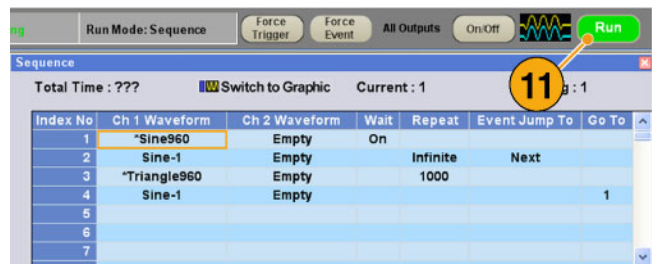 ng Run Mode: Sequence Force Trigger Force Event All Outputs On/Off Run
Sequence
Total Time : ??? Switch to Graphic Current : 1 11 g : 1
Index No Ch 1 Waveform Ch 2 Waveform Wait Repeat Event Jump To Go To
1 *Sine960 Empty On
2 Sine-1 Empty Infinite Next
3 *Triangle960 Empty 1000
4 Sine-1 Empty 1
5
6
7